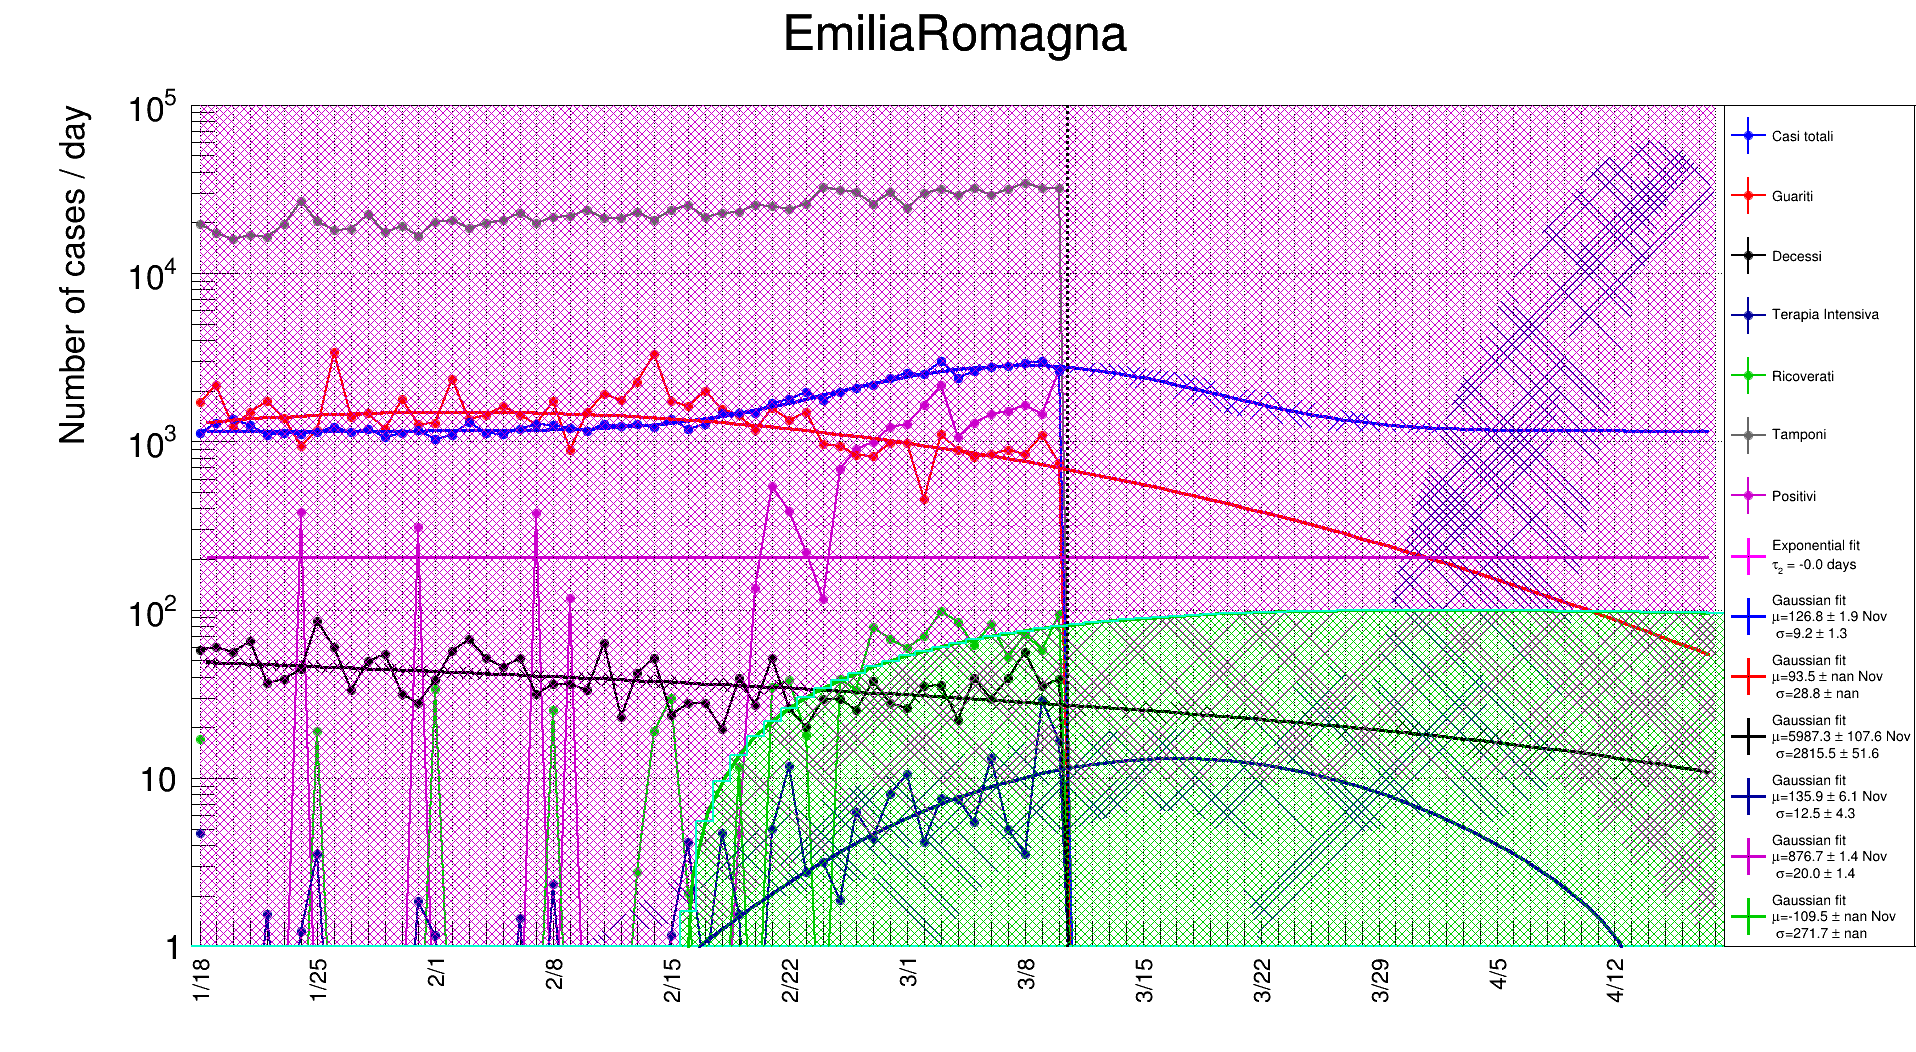 EmiliaRomagna
Number of cases / day
10^5
10^4
10^3
10^2
10
1
1/18
1/25
2/1
2/8
2/15
2/22
3/1
3/8
3/15
3/22
3/29
4/5
4/12
Casi totali
Guariti
Decessi
Terapia Intensiva
Ricoverati
Tamponi
Positivi
Exponential fit
τ₂ = -0.0 days
Gaussian fit
μ=126.8 ± 1.9 Nov
σ=9.2 ± 1.3
Gaussian fit
μ=93.5 ± nan Nov
σ=28.8 ± nan
Gaussian fit
μ=5987.3 ± 107.6 Nov
σ=2815.5 ± 51.6
Gaussian fit
μ=135.9 ± 6.1 Nov
σ=12.5 ± 4.3
Gaussian fit
μ=876.7 ± 1.4 Nov
σ=20.0 ± 1.4
Gaussian fit
μ=-109.5 ± nan Nov
σ=271.7 ± nan